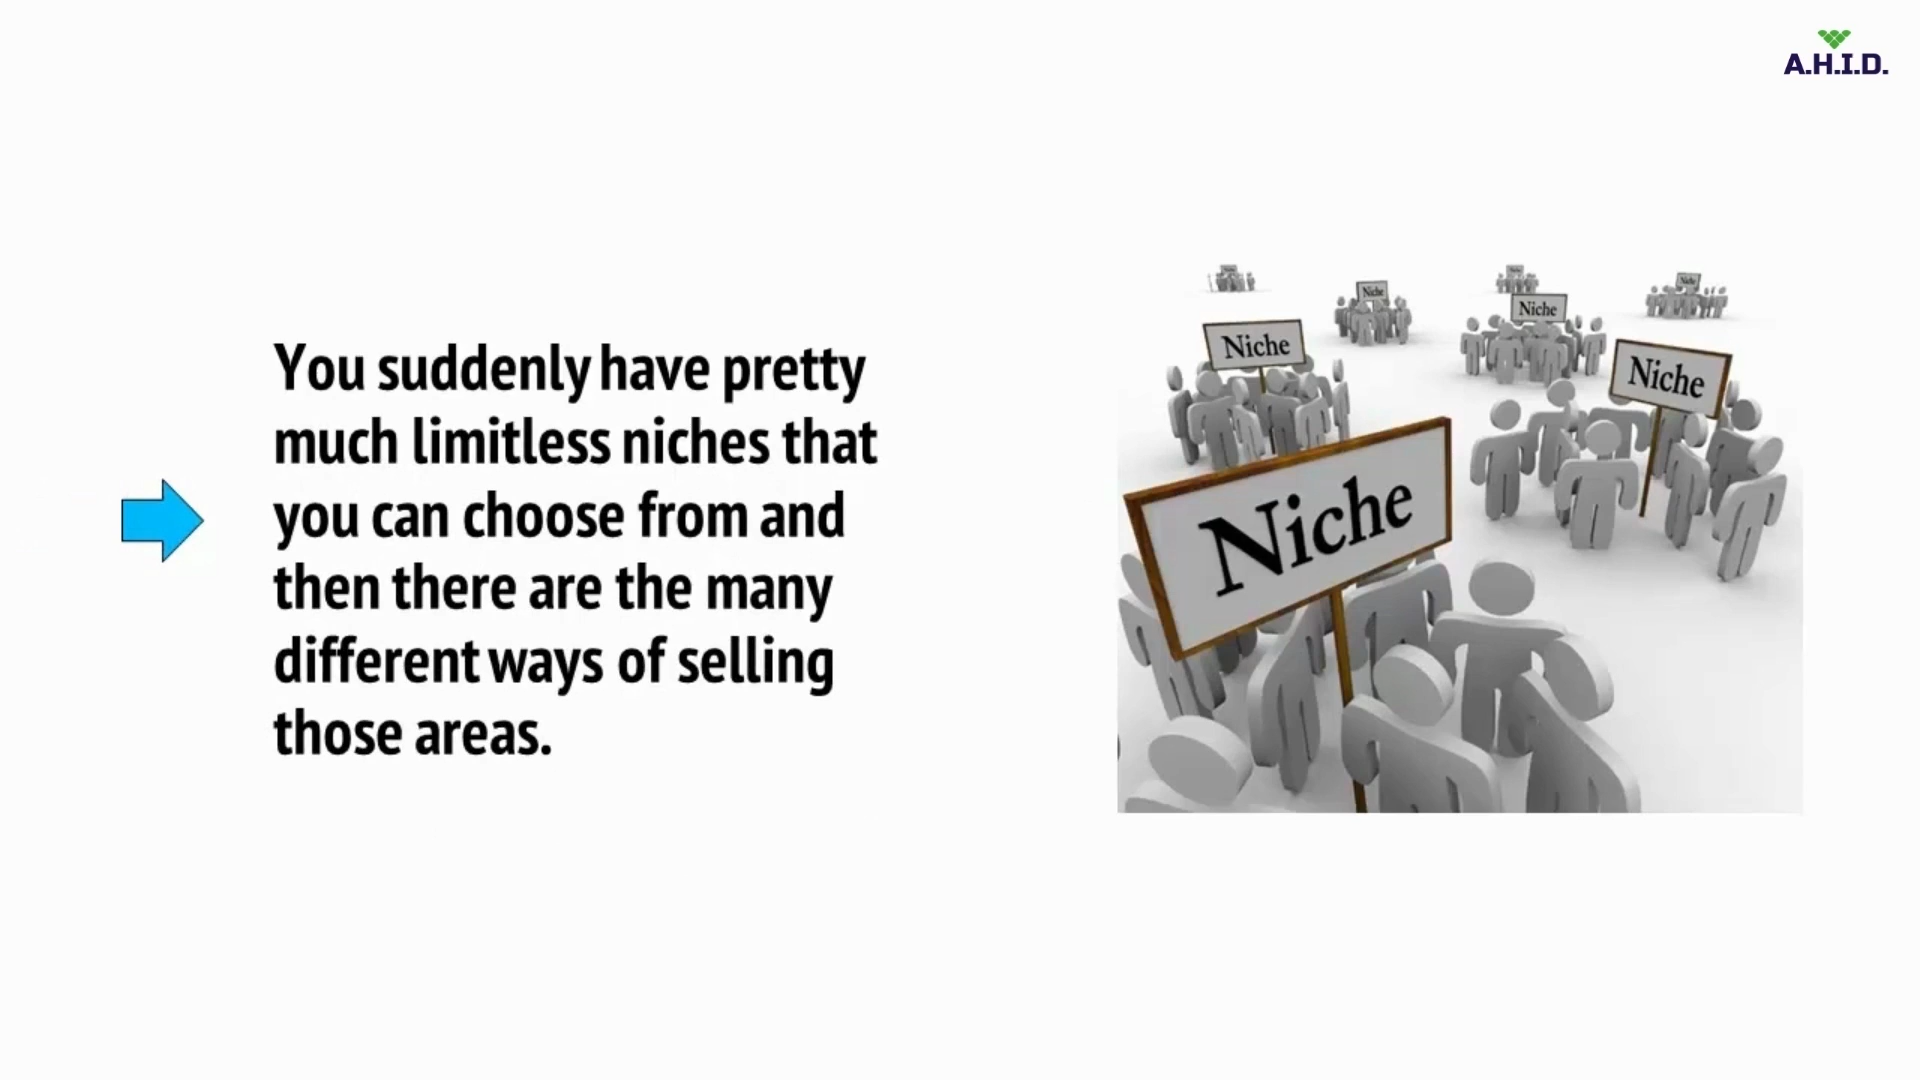 A.H.I.D.
You suddenly have pretty
much limitless niches that
you can choose from and
then there are the many
different ways of selling
those areas.
Niche
Niche
Niche
Niche
Niche
Niche